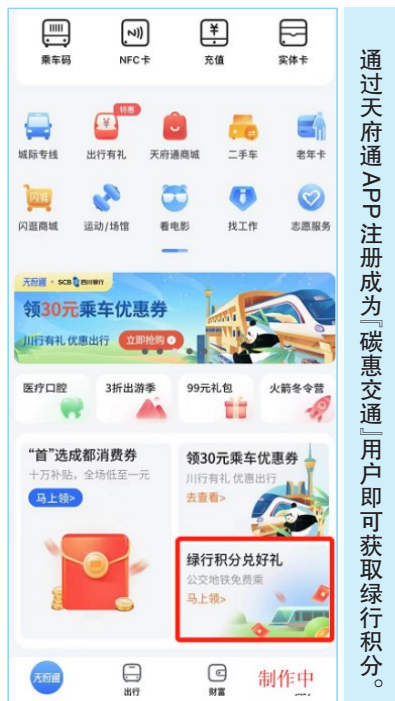 乘车码 NFC卡 充值 实体卡
特惠
城际专线 出行有礼 天府通商城 二手车 老年卡
闪逛
闪逛商城 运动/场馆 看电影 找工作 志愿服务
天府通 · SCB 四川银行
领30元乘车优惠券
川行有礼 优惠出行 立即抢购
医疗口腔 3折出游季 99元礼包 火箭冬令营
“首”选成都消费券
十万补贴，全场低至一元
马上领>
领30元乘车优惠券
川行有礼 优惠出行
去查看>
绿行积分兑好礼
公交地铁免费乘
马上领>
天府通
出行 财富 制作中
通过天府通APP注册成为『碳惠交通』用户即可获取绿行积分。